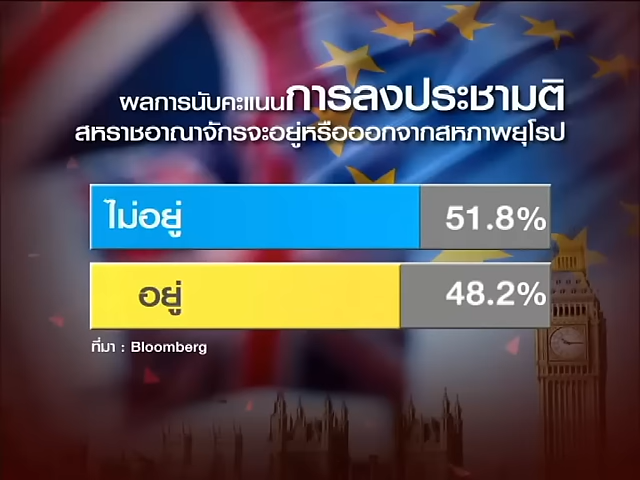 ผลการนับคะแนนการลงประชามติ
สหราชอาณาจักรจะอยู่หรือออกจากสหภาพยุโรป
ไม่อยู่ 51.8%
อยู่ 48.2%
ที่มา : Bloomberg